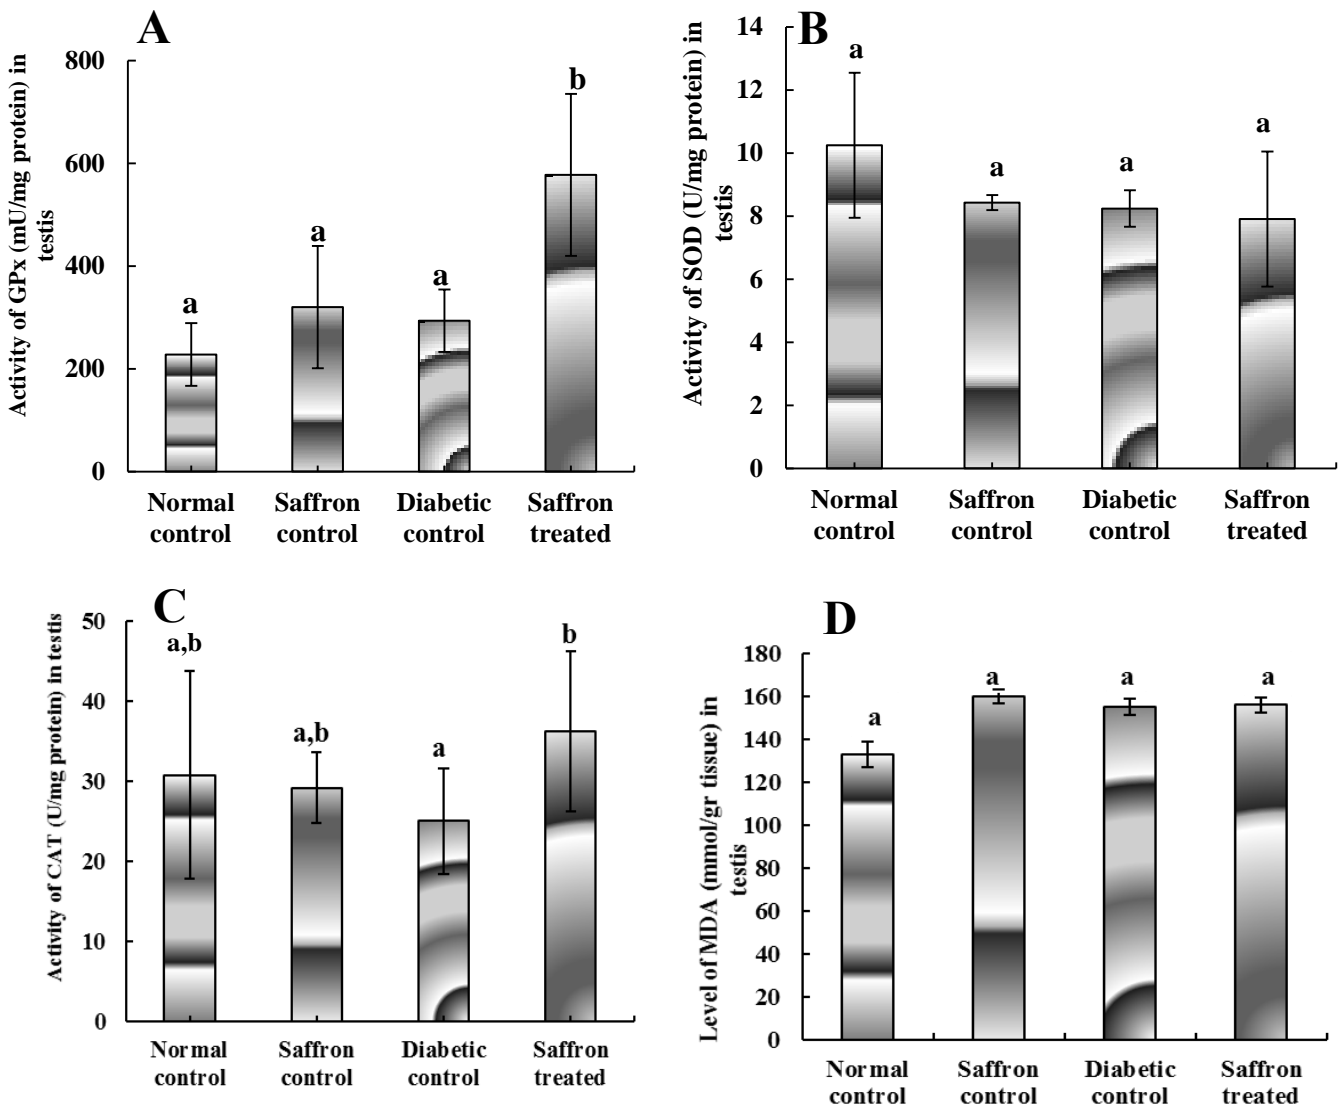 A
Activity of GPx (mU/mg protein) in
testis
800
600
400
200
0
a
a
a
b
Normal
control
Saffron
control
Diabetic
control
Saffron
treated
B
Activity of SOD (U/mg protein) in
testis
14
12
10
8
6
4
2
0
a
a
a
a
Normal
control
Saffron
control
Diabetic
control
Saffron
treated
C
Activity of CAT (U/mg protein) in testis
50
40
30
20
10
0
a,b
a,b
a
b
Normal
control
Saffron
control
Diabetic
control
Saffron
treated
D
Level of MDA (mmol/gr tissue) in
testis
180
160
140
120
100
80
60
40
20
0
a
a
a
a
Normal
control
Saffron
control
Diabetic
control
Saffron
treated